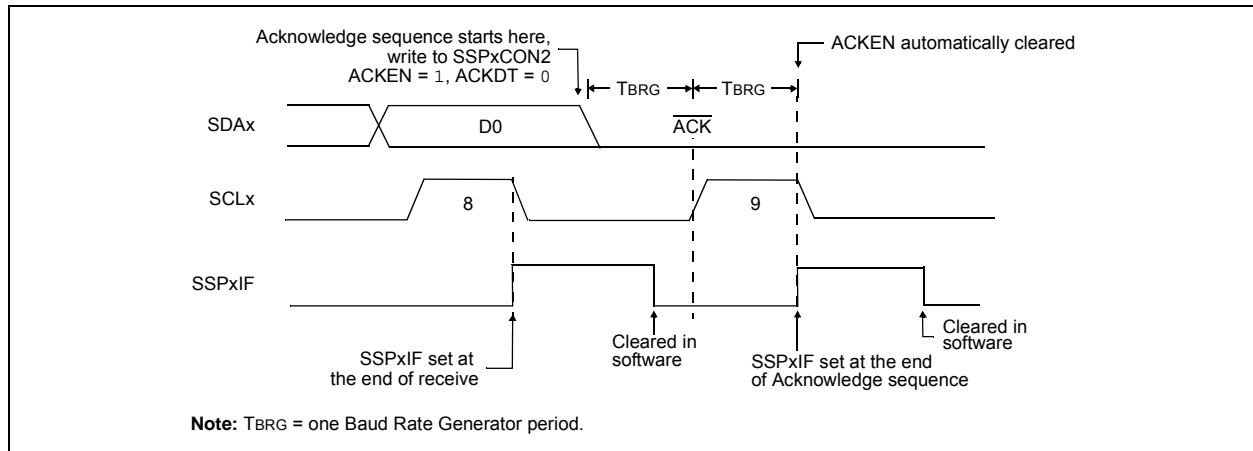 Acknowledge sequence starts here,
write to SSPxCON2
ACKEN = 1, ACKDT = 0
ACKEN automatically cleared
TBRG
TBRG
SDAx
D0
ACK
SCLx
8
9
SSPxIF
SSPxIF set at
the end of receive
Cleared in
software
SSPxIF set at the end
of Acknowledge sequence
Cleared in
software
Note: TBRG = one Baud Rate Generator period.